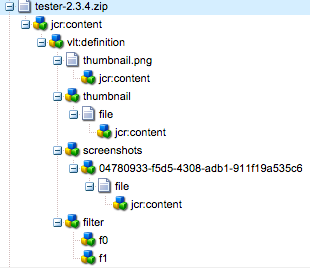 tester-2.3.4.zip
jcr:content
vlt:definition
thumbnail.png
jcr:content
thumbnail
file
jcr:content
screenshots
04780933-f5d5-4308-adb1-911f19a535c6
file
jcr:content
filter
f0
f1